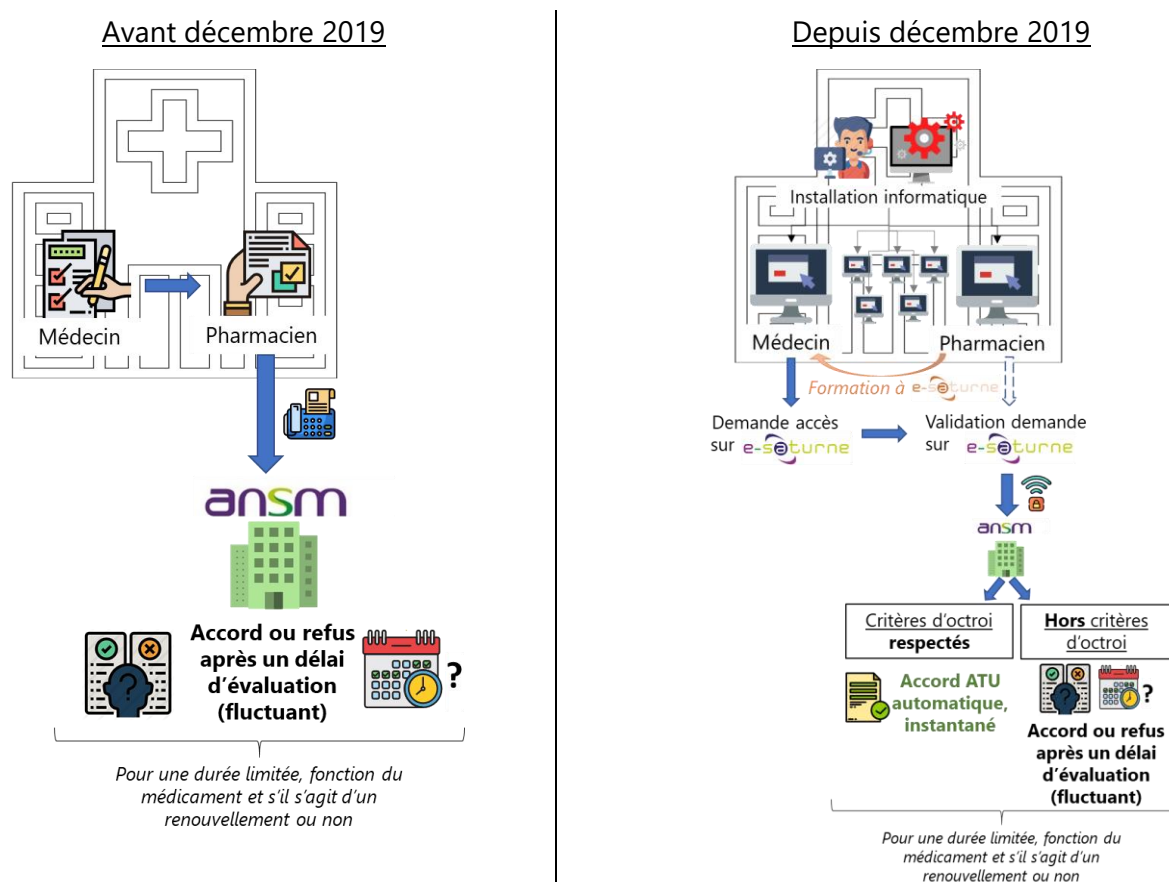 Avant décembre 2019
Médecin
Pharmacien
ansm
Accord ou refus
après un délai
d'évaluation
(fluctuant)
?
?
Pour une durée limitée, fonction du
médicament et s'il s'agit d'un
renouvellement ou non
Depuis décembre 2019
Installation informatique
Médecin
Pharmacien
Formation à e-saturne
Demande accès
sur e-saturne
Validation demande
sur e-saturne
ansm
Critères d'octroi
respectés
Hors critères
d'octroi
Accord ATU
automatique,
instantané
?
?
Accord ou refus
après un délai
d'évaluation
(fluctuant)
Pour une durée limitée, fonction du
médicament et s'il s'agit d'un
renouvellement ou non